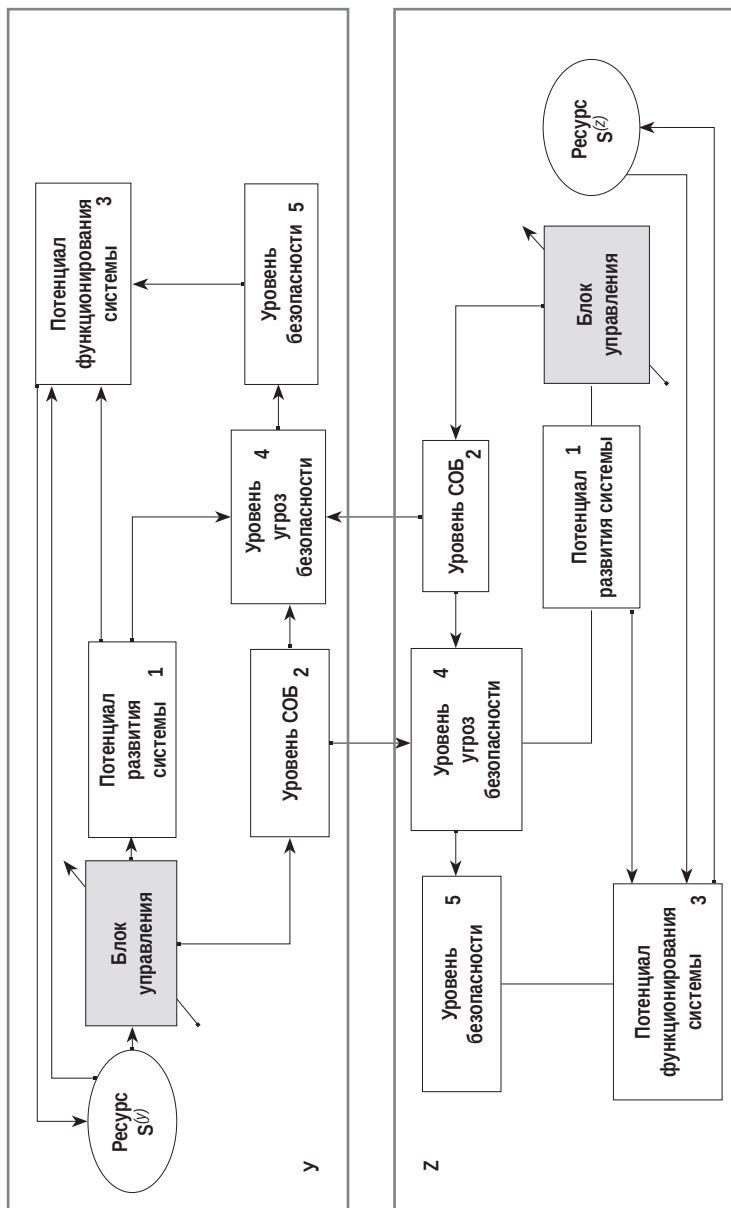 Ресурс
S(y)
Блок
управления
Потенциал
развития
системы
1
Уровень СОБ
2
Уровень
угроз
безопасности
4
Потенциал
функционирования
системы
3
Уровень
безопасности
5
y
z
Уровень
безопасности
5
Уровень
угроз
безопасности
4
Уровень СОБ
2
Потенциал
развития системы
1
Блок
управления
Ресурс
S(z)
Потенциал
функционирования
системы
3